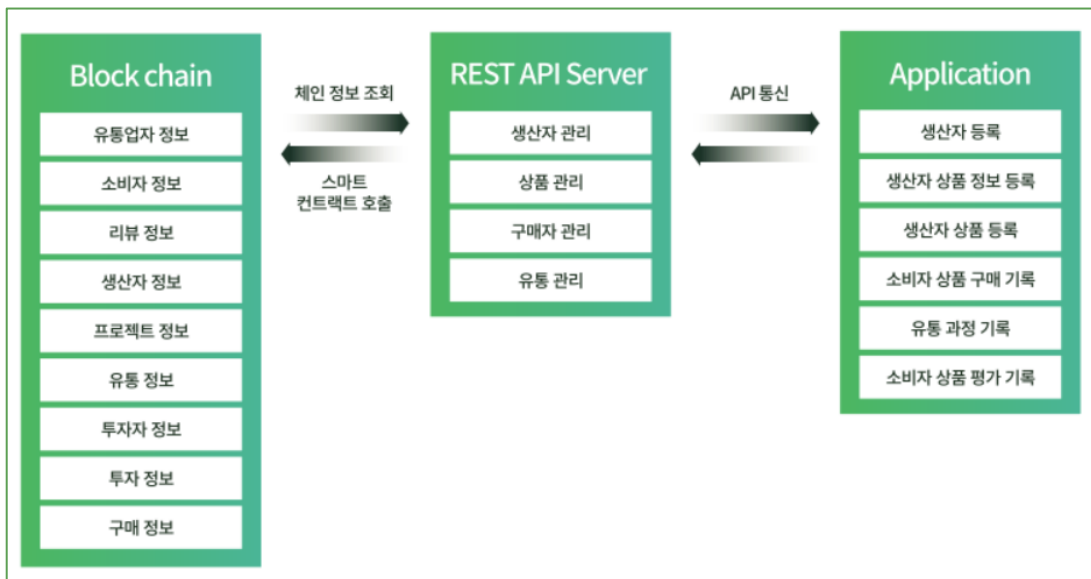 Block chain
유통업자 정보
소비자 정보
리뷰 정보
생산자 정보
프로젝트 정보
유통 정보
투자자 정보
투자 정보
구매 정보
체인 정보 조회
스마트
컨트랙트 호출
REST API Server
생산자 관리
상품 관리
구매자 관리
유통 관리
API 통신
Application
생산자 등록
생산자 상품 정보 등록
생산자 상품 등록
소비자 상품 구매 기록
유통 과정 기록
소비자 상품 평가 기록